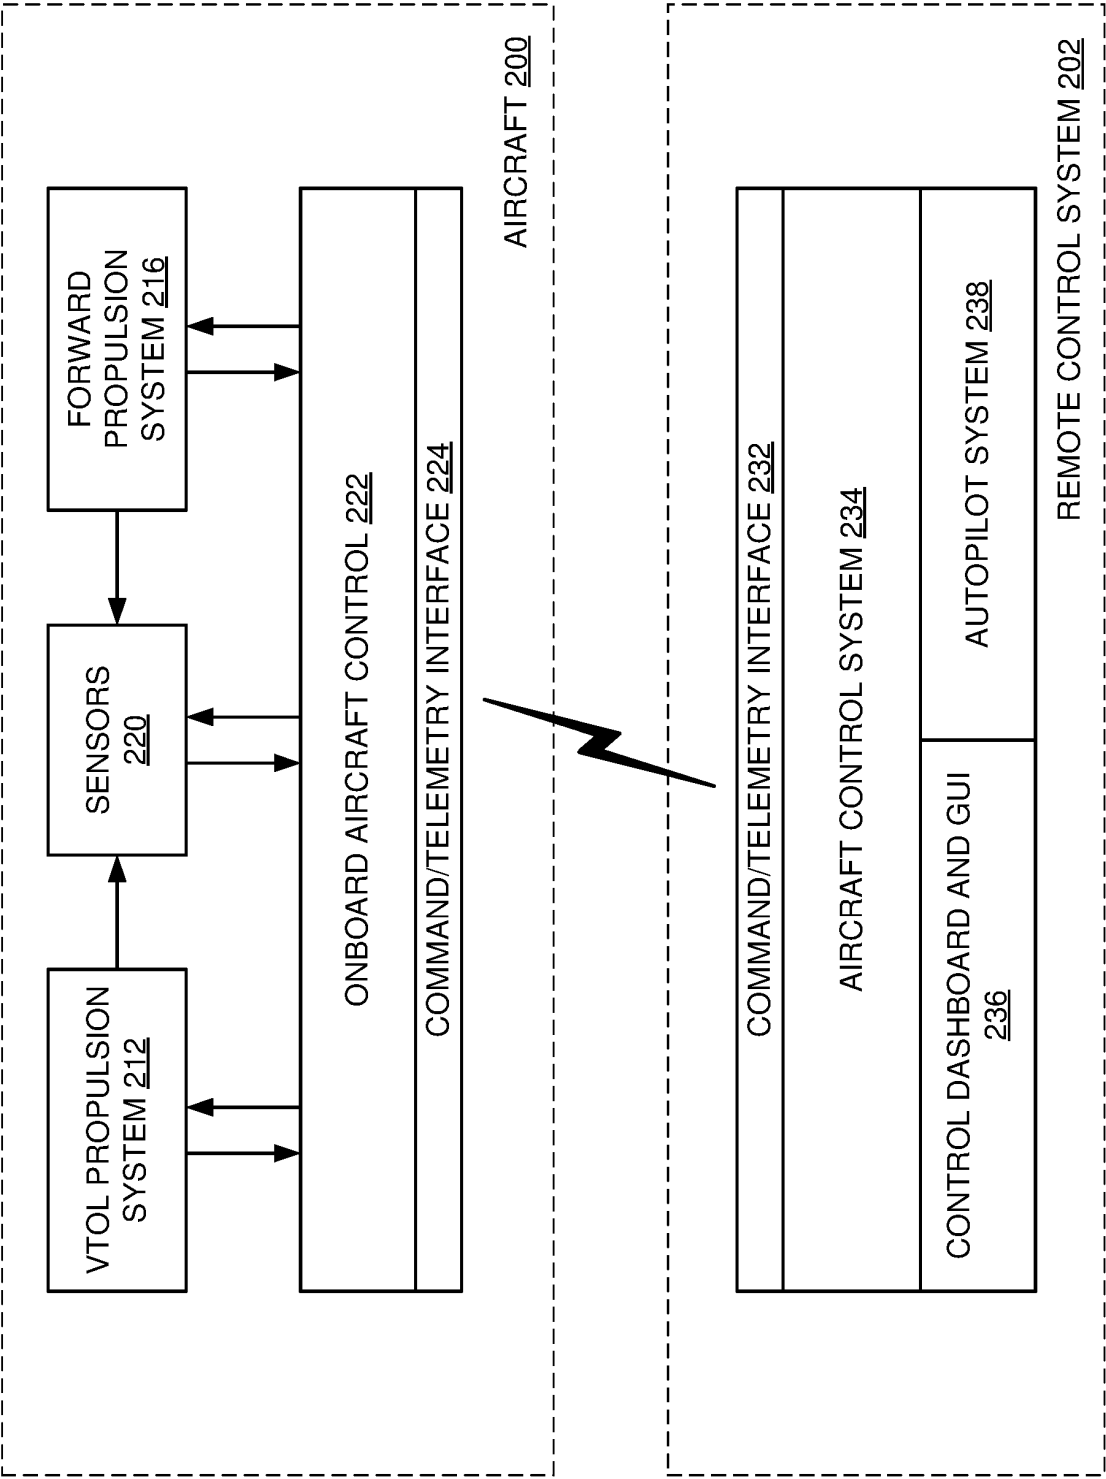 VTOL PROPULSION
SYSTEM 212
SENSORS
220
FORWARD
PROPULSION
SYSTEM 216
ONBOARD AIRCRAFT CONTROL 222
COMMAND/TELEMETRY INTERFACE 224
AIRCRAFT 200
COMMAND/TELEMETRY INTERFACE 232
AIRCRAFT CONTROL SYSTEM 234
CONTROL DASHBOARD AND GUI
236
AUTOPILOT SYSTEM 238
REMOTE CONTROL SYSTEM 202